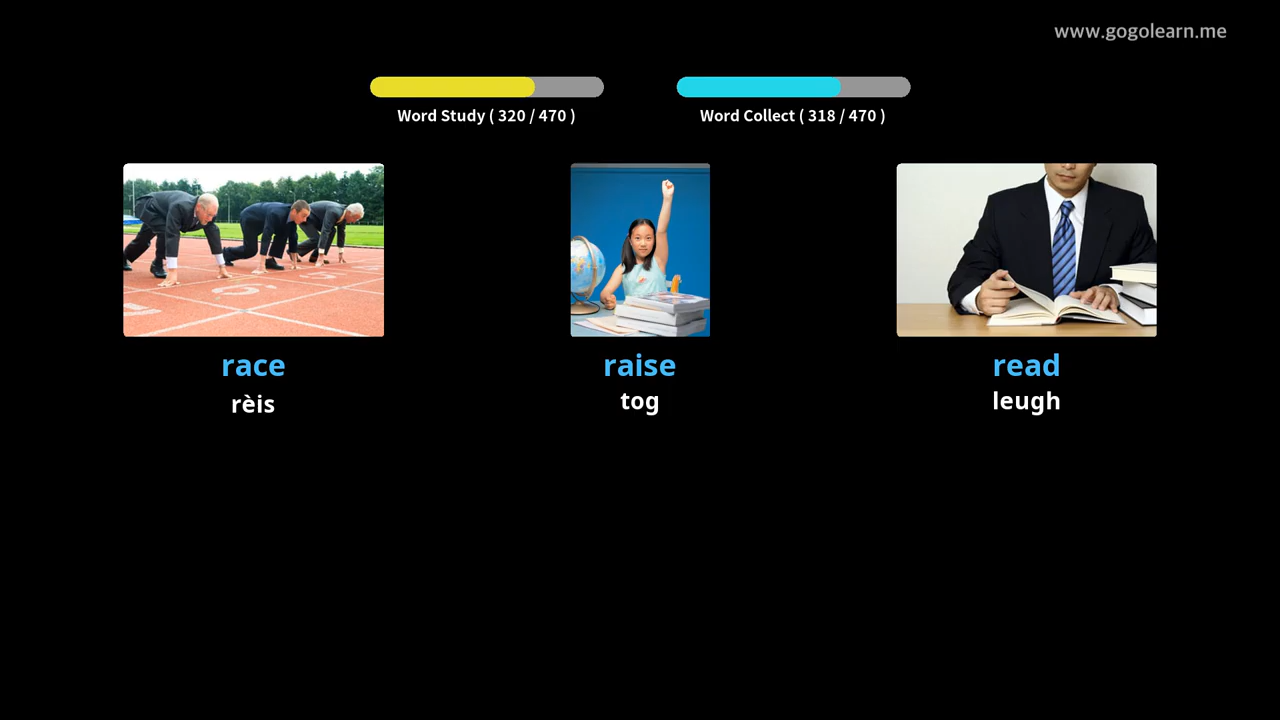 www.gogolearn.me
Word Study ( 320 / 470 )
Word Collect ( 318 / 470 )
race
rèis
raise
tog
read
leugh